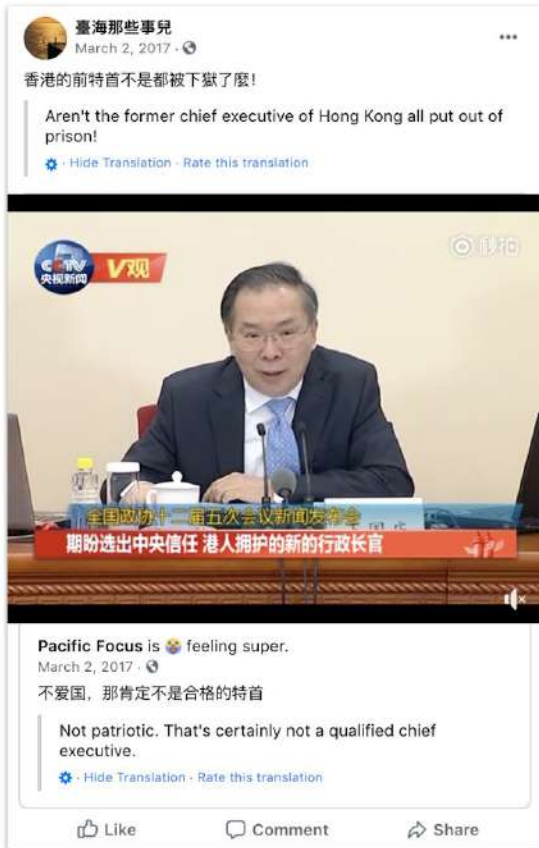 臺海那些事兒
March 2, 2017 ·
香港的前特首不是都被下獄了麼!
Aren't the former chief executive of Hong Kong all put out of
prison!
· Hide Translation · Rate this translation
CCTV
央视新闻
V观
秒拍
全国政协十二届五次会议新闻发布会
期盼选出中央信任 港人拥护的新的行政长官
Pacific Focus is feeling super.
March 2, 2017 ·
不爱国，那肯定不是合格的特首
Not patriotic. That's certainly not a qualified chief
executive.
· Hide Translation · Rate this translation
Like
Comment
Share